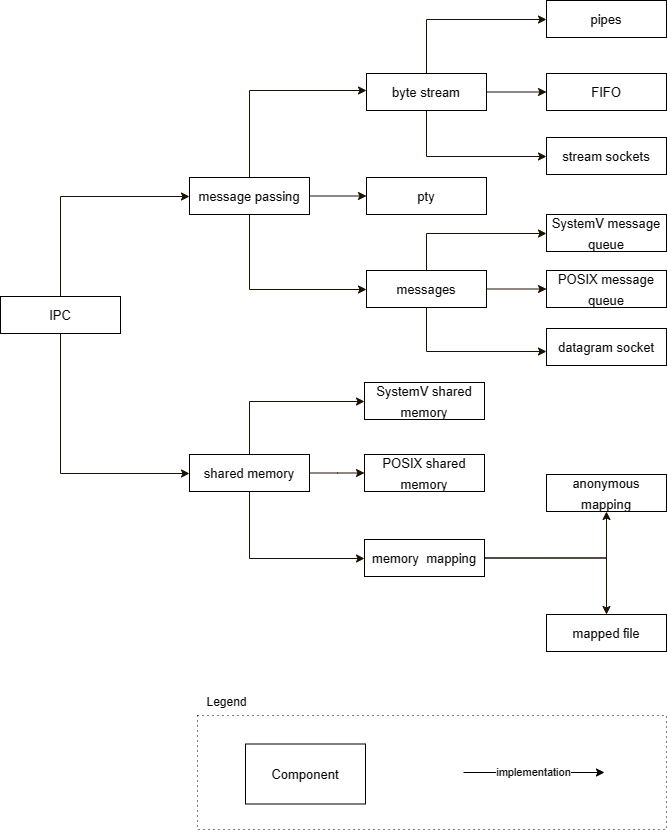 pipes
byte stream
FIFO
stream sockets
message passing
pty
SystemV message
queue
messages
POSIX message
queue
IPC
datagram socket
SystemV shared
memory
shared memory
POSIX shared
memory
anonymous
mapping
memory  mapping
mapped file
Legend
Component
implementation